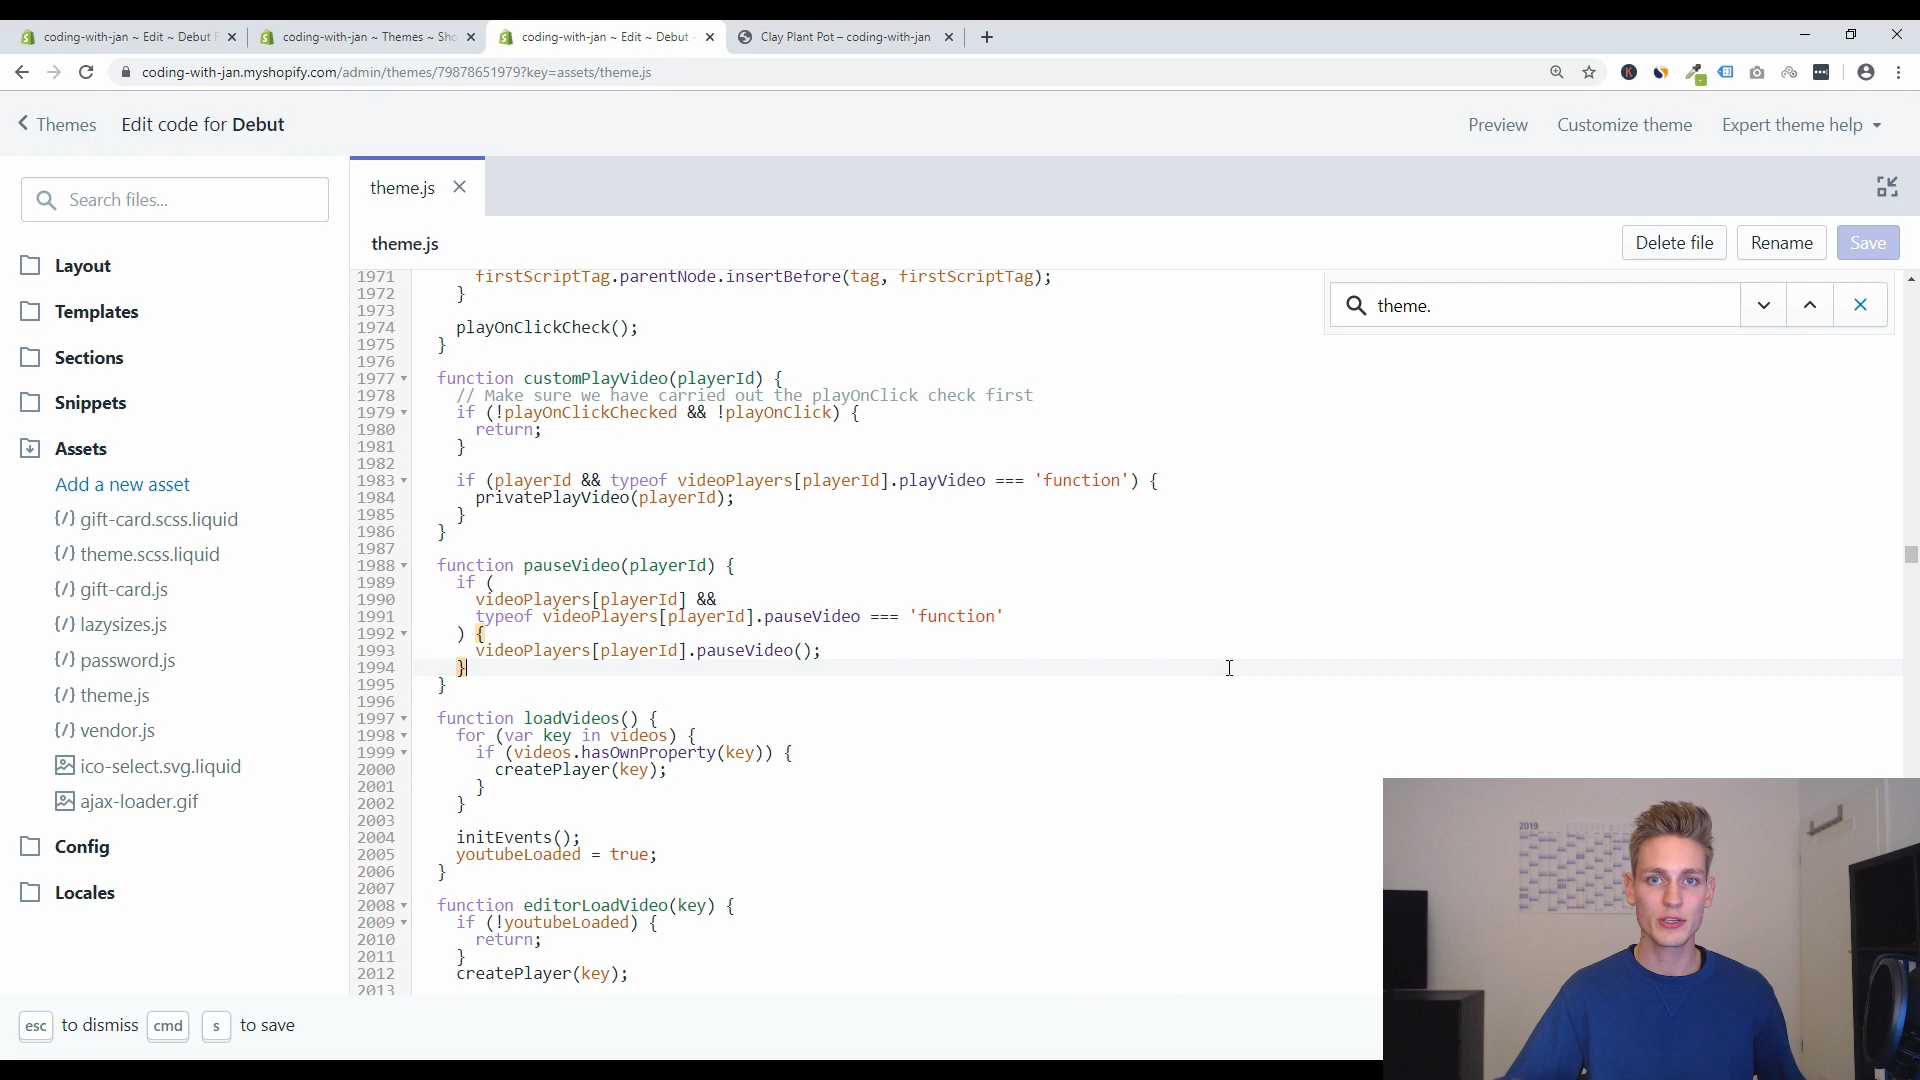 coding-with-jan ~ Edit ~ Debut
coding-with-jan ~ Themes ~ Sho
coding-with-jan ~ Edit ~ Debut
Clay Plant Pot – coding-with-jan
coding-with-jan.myshopify.com/admin/themes/79878651979?key=assets/theme.js
Themes
Edit code for Debut
Preview
Customize theme
Expert theme help
Search files...
Layout
Templates
Sections
Snippets
Assets
Add a new asset
{/} gift-card.scss.liquid
{/} theme.scss.liquid
{/} gift-card.js
{/} lazysizes.js
{/} password.js
{/} theme.js
{/} vendor.js
ico-select.svg.liquid
ajax-loader.gif
Config
Locales
theme.js
theme.js
Delete file
Rename
Save
theme.
1971 firstScriptTag.parentNode.insertBefore(tag, firstScriptTag);
1972 }
1973
1974 playOnClickCheck();
1975 }
1976
1977 function customPlayVideo(playerId) {
1978 // Make sure we have carried out the playOnClick check first
1979 if (!playOnClickChecked && !playOnClick) {
1980 return;
1981 }
1982
1983 if (playerId && typeof videoPlayers[playerId].playVideo === 'function') {
1984 privatePlayVideo(playerId);
1985 }
1986 }
1987
1988 function pauseVideo(playerId) {
1989 if (
1990 videoPlayers[playerId] &&
1991 typeof videoPlayers[playerId].pauseVideo === 'function'
1992 ) {
1993 videoPlayers[playerId].pauseVideo();
1994 }
1995 }
1996
1997 function loadVideos() {
1998 for (var key in videos) {
1999 if (videos.hasOwnProperty(key)) {
2000 createPlayer(key);
2001 }
2002 }
2003
2004 initEvents();
2005 youtubeLoaded = true;
2006 }
2007
2008 function editorLoadVideo(key) {
2009 if (!youtubeLoaded) {
2010 return;
2011 }
2012 createPlayer(key);
2013
2019
esc to dismiss cmd s to save